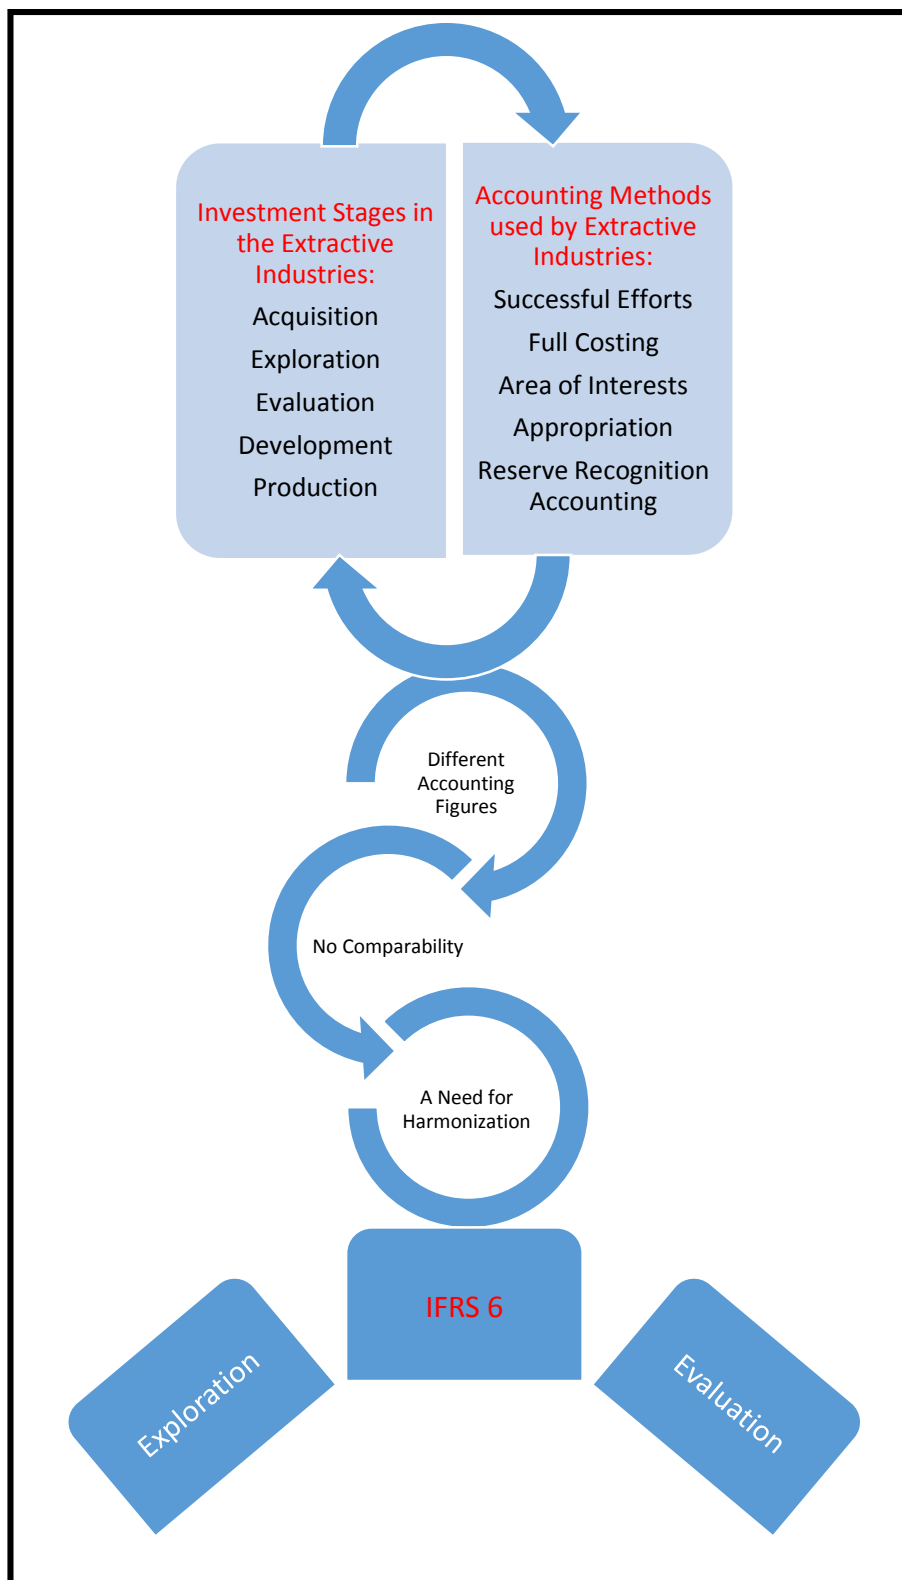 Investment Stages in
the Extractive
Industries:
Acquisition
Exploration
Evaluation
Development
Production
Accounting Methods
used by Extractive
Industries:
Successful Efforts
Full Costing
Area of Interests
Appropriation
Reserve Recognition
Accounting
Different
Accounting
Figures
No Comparability
A Need for
Harmonization
IFRS 6
Exploration
Evaluation